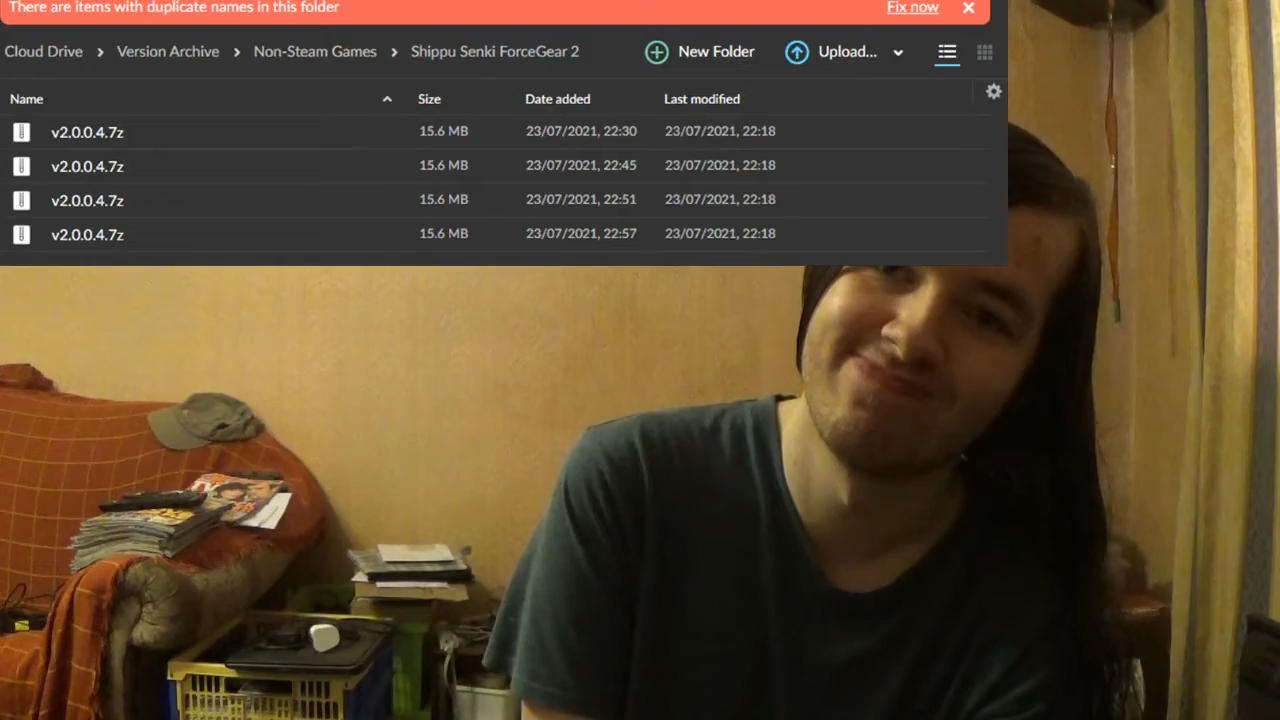 There are items with duplicate names in this folder Fix now
Cloud Drive Version Archive Non-Steam Games Shippu Senki ForceGear 2 New Folder Upload...
Name Size Date added Last modified
v2.0.0.4.7z 15.6 MB 23/07/2021, 22:30 23/07/2021, 22:18
v2.0.0.4.7z 15.6 MB 23/07/2021, 22:45 23/07/2021, 22:18
v2.0.0.4.7z 15.6 MB 23/07/2021, 22:51 23/07/2021, 22:18
v2.0.0.4.7z 15.6 MB 23/07/2021, 22:57 23/07/2021, 22:18